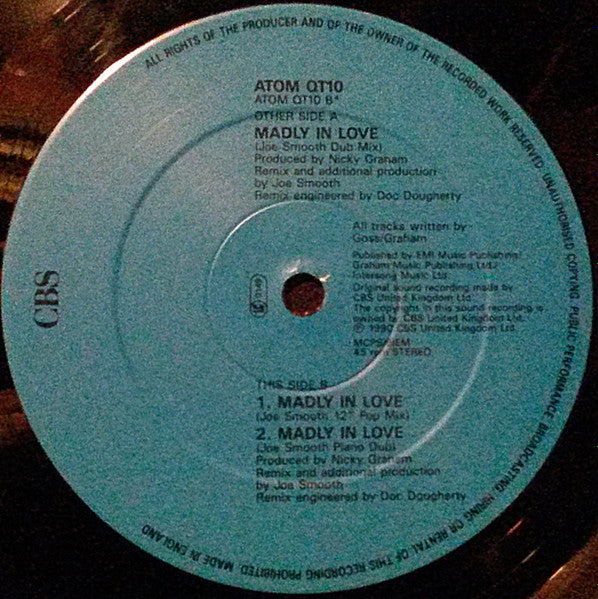 ALL RIGHTS OF THE PRODUCER AND OF THE OWNER OF THE RECORDED WORK RESERVED. UNAUTHORISED COPYING, PUBLIC PERFORMANCE, BROADCASTING, HIRING OR RENTAL OF THIS RECORDING PROHIBITED. MADE IN ENGLAND
CBS
ATOM QT10
ATOM QT10 B*
OTHER SIDE A
MADLY IN LOVE
(Joe Smooth Dub Mix)
Produced by Nicky Graham
Remix and additional production
by Joe Smooth
Remix engineered by Doc Dougherty
All tracks written by
Goss/Graham
Published by EMI Music Publishing/
Graham Music Publishing Ltd/
Intersong Music Ltd.
Original sound recording made by
CBS United Kingdom Ltd.
The copyright in this sound recording is
owned by CBS United Kingdom Ltd.
℗ 1990 CBS United Kingdom Ltd.
MCPS/BIEM
45 rpm STEREO
THIS SIDE B
1. MADLY IN LOVE
(Joe Smooth 12" Pop Mix)
2. MADLY IN LOVE
(Joe Smooth Piano Dub)
Produced by Nicky Graham
Remix and additional production
by Joe Smooth
Remix engineered by Doc Dougherty